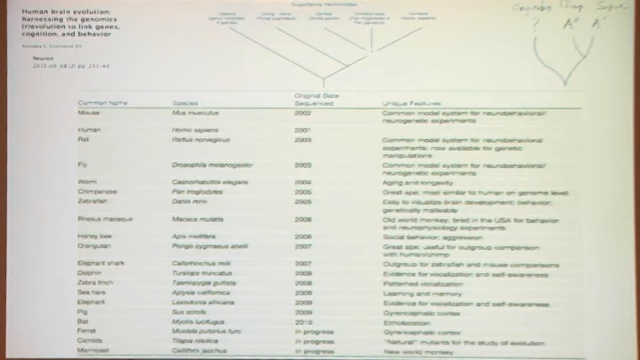 Human brain evolution:
harnessing the genomics
(r)evolution to link genes,
cognition, and behavior
Neuron
2010 vol. 68 (2) pp. 231-44
Superfamily Hominoidea
Common Name Species Original Date Sequenced Unique Features
Mouse Mus musculus 2002 Common model system for neurobehavioral/
neurogenetic experiments
Human Homo sapiens 2001
Rat Rattus norvegicus 2003 Common model system for neurobehavioral
experiments; now available for genetic
manipulations
Fly Drosophila melanogaster 2003 Common model system for neurobehavioral/
neurogenetic experiments
Worm Caenorhabditis elegans 2004 Aging and longevity
Chimpanzee Pan troglodytes 2005 Great ape; most similar to human on genome level
Zebrafish Danio rerio 2005 Easy to visualize brain development; behavior;
genetically malleable
Rhesus macaque Macaca mulatta 2006 Old world monkey; bred in the USA for behavior
and neurophysiology experiments
Honey bee Apis mellifera 2006 Social behavior; aggression
Orangutan Pongo pygmaeus abelii 2007 Great ape; useful for outgroup comparison
with human/chimp
Elephant shark Callorhinchus milii 2007 Outgroup for zebrafish and mouse comparisons
Dolphin Tursiops truncatus 2008 Evidence for vocalization and self-awareness
Zebra finch Taeniopygia guttata 2008 Patterned vocalization
Sea hare Aplysia californica 2008 Learning and memory
Elephant Loxodonta africana 2009 Evidence for vocalization and self-awareness
Pig Sus scrofa 2009 Gyrencephalic cortex
Bat Myotis lucifugus 2010 Echolocation
Ferret Mustela putorius furo in progress Gyrencephalic cortex
Cichlids Tilapia nilotica in progress "Natural" mutants for the study of evolution
Marmoset Callithrix jacchus in progress New world monkey